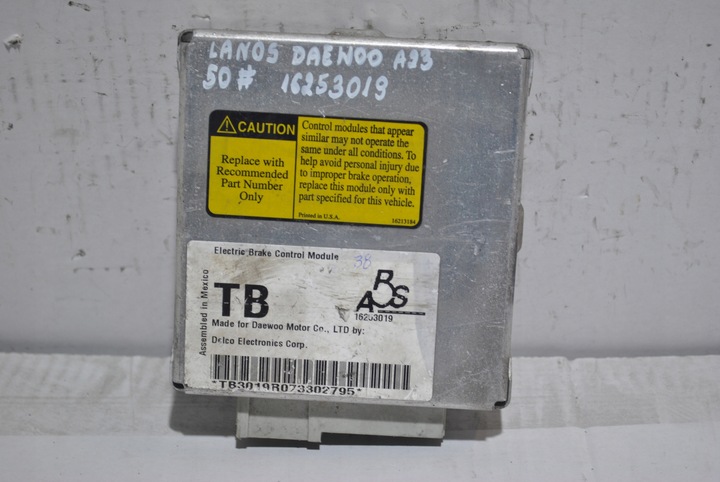 LANOS DAEWOO A23
50# 16253019
CAUTION
Replace with
Recommended
Part Number
Only
Control modules that appear
similar may not operate the
same under all conditions. To
help avoid personal injury due
to improper brake operation,
replace this module only with
part specified for this vehicle.
Printed in U.S.A.
16213184
Electric Brake Control Module
38
Assembled in Mexico
TB
ABS
16253019
Made for Daewoo Motor Co., LTD by:
Delco Electronics Corp.
*TB3019R073302795*